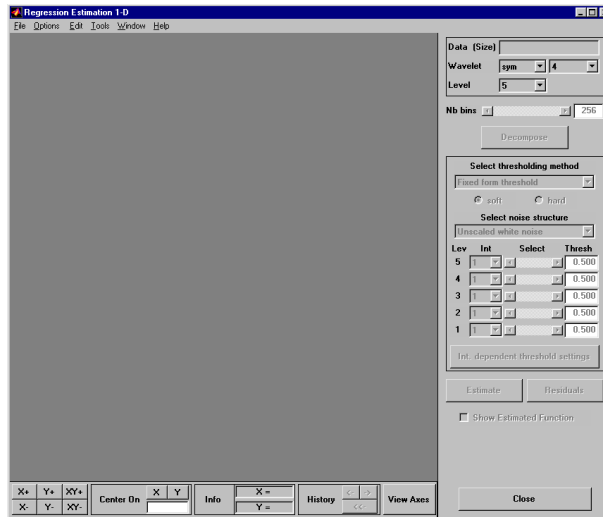 Regression Estimation 1-D
File Options Edit Tools Window Help
Data (Size)
Wavelet sym 4
Level 5
Nb bins 256
Decompose
Select thresholding method
Fixed form threshold
soft hard
Select noise structure
Unscaled white noise
Lev Int Select Thresh
5 1 0.500
4 1 0.500
3 1 0.500
2 1 0.500
1 1 0.500
Int. dependent threshold settings
Estimate Residuals
Show Estimated Function
X+ Y+ XY+
X- Y- XY-
Center On X Y
Info X =
Y =
History <- ->
<<-
View Axes
Close